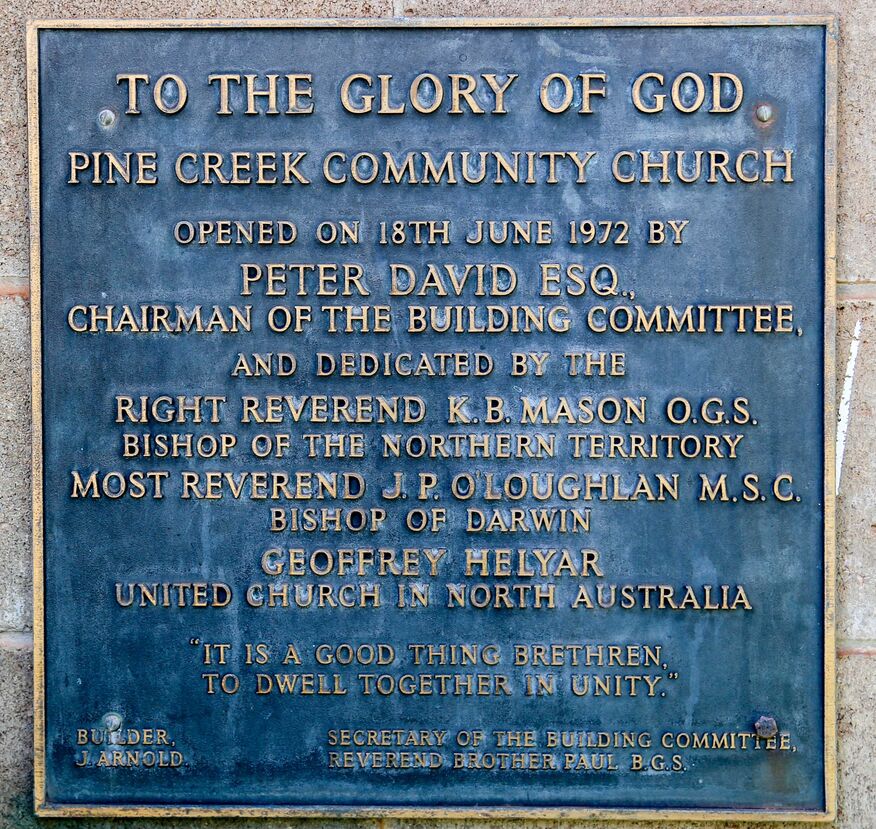 TO THE GLORY OF GOD
PINE CREEK COMMUNITY CHURCH
OPENED ON 18TH JUNE 1972 BY
PETER DAVID ESQ.,
CHAIRMAN OF THE BUILDING COMMITTEE,
AND DEDICATED BY THE
RIGHT REVEREND K.B. MASON O.G.S.
BISHOP OF THE NORTHERN TERRITORY
MOST REVEREND J.P. O'LOUGHLAN M.S.C.
BISHOP OF DARWIN
GEOFFREY HELYAR
UNITED CHURCH IN NORTH AUSTRALIA
"IT IS A GOOD THING BRETHREN,
TO DWELL TOGETHER IN UNITY."
BUILDER,
J. ARNOLD.
SECRETARY OF THE BUILDING COMMITTEE,
REVEREND BROTHER PAUL B.G.S.